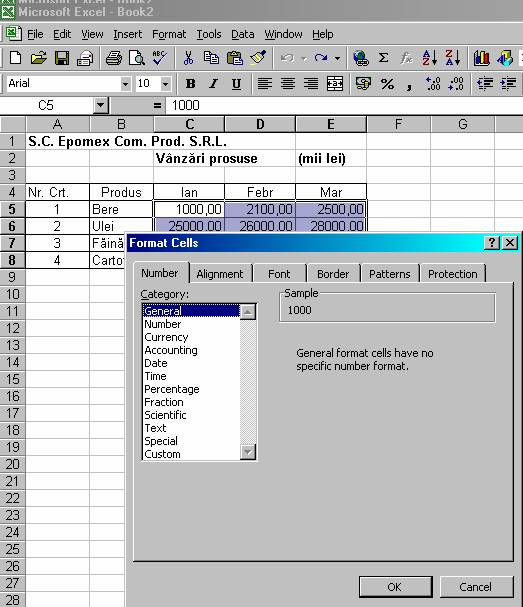 Microsoft Excel - Book2
File Edit View Insert Format Tools Data Window Help
Arial 10 B I U % ,
C5 = 1000
A B C D E F G
1 S.C. Epomex Com. Prod. S.R.L.
2 Vânzări prosuse (mii lei)
3
4 Nr. Crt. Produs Ian Febr Mar
5 1 Bere 1000,00 2100,00 2500,00
6 2 Ulei 25000,00 26000,00 28000,00
7 3 Făină
8 4 Carto
9
10
11
12
13
14
15
16
17
18
19
20
21
22
23
24
25
26
27
28
Format Cells
Number Alignment Font Border Patterns Protection
Category:
General
Number
Currency
Accounting
Date
Time
Percentage
Fraction
Scientific
Text
Special
Custom
Sample
1000
General format cells have no
specific number format.
OK Cancel